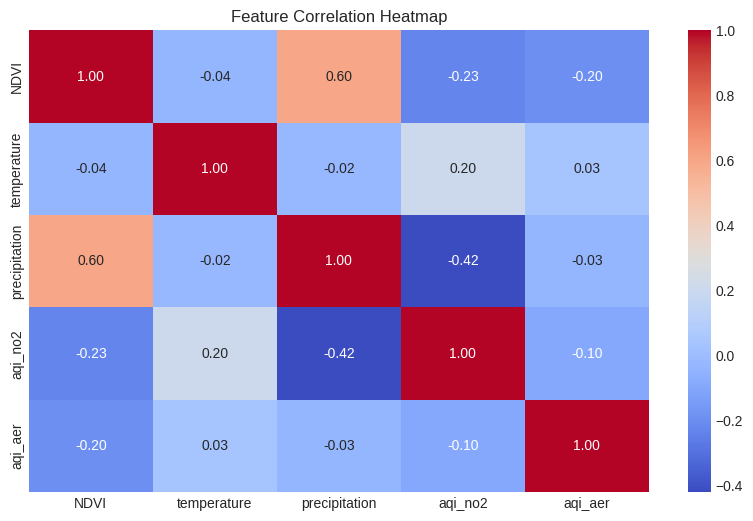 Feature Correlation Heatmap
NDVI 1.00 -0.04 0.60 -0.23 -0.20
temperature -0.04 1.00 -0.02 0.20 0.03
precipitation 0.60 -0.02 1.00 -0.42 -0.03
aqi_no2 -0.23 0.20 -0.42 1.00 -0.10
aqi_aer -0.20 0.03 -0.03 -0.10 1.00
NDVI temperature precipitation aqi_no2 aqi_aer
1.0
0.8
0.6
0.4
0.2
0.0
−0.2
−0.4